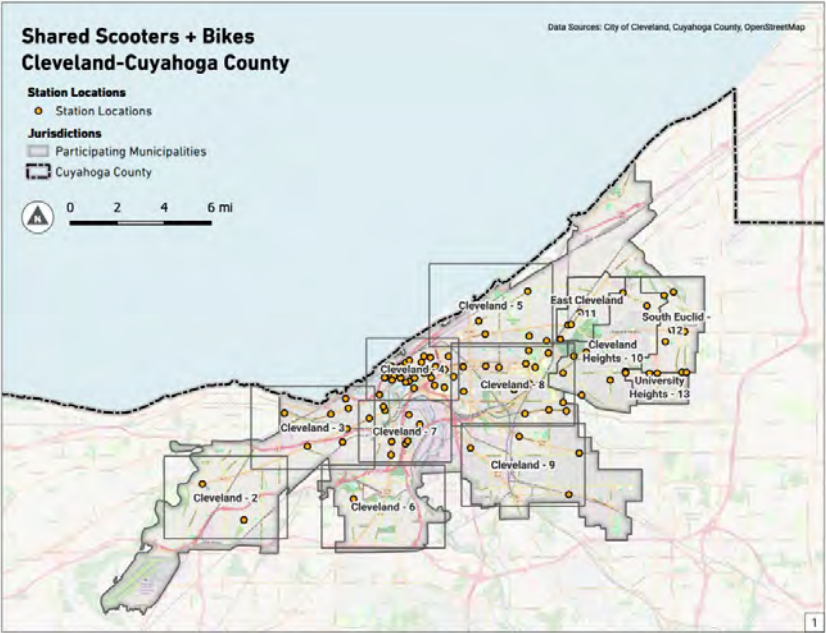 Shared Scooters + Bikes
Cleveland-Cuyahoga County
Data Sources: City of Cleveland, Cuyahoga County, OpenStreetMap
Station Locations
Station Locations
Jurisdictions
Participating Municipalities
Cuyahoga County
N
0 2 4 6 mi
Cleveland - 5
East Cleveland
- 11
South Euclid -
12
Cleveland
Heights - 10
Cleveland - 4
Cleveland - 8
University
Heights - 13
Cleveland - 3
Cleveland - 7
Cleveland - 9
Cleveland - 2
Cleveland - 6
1